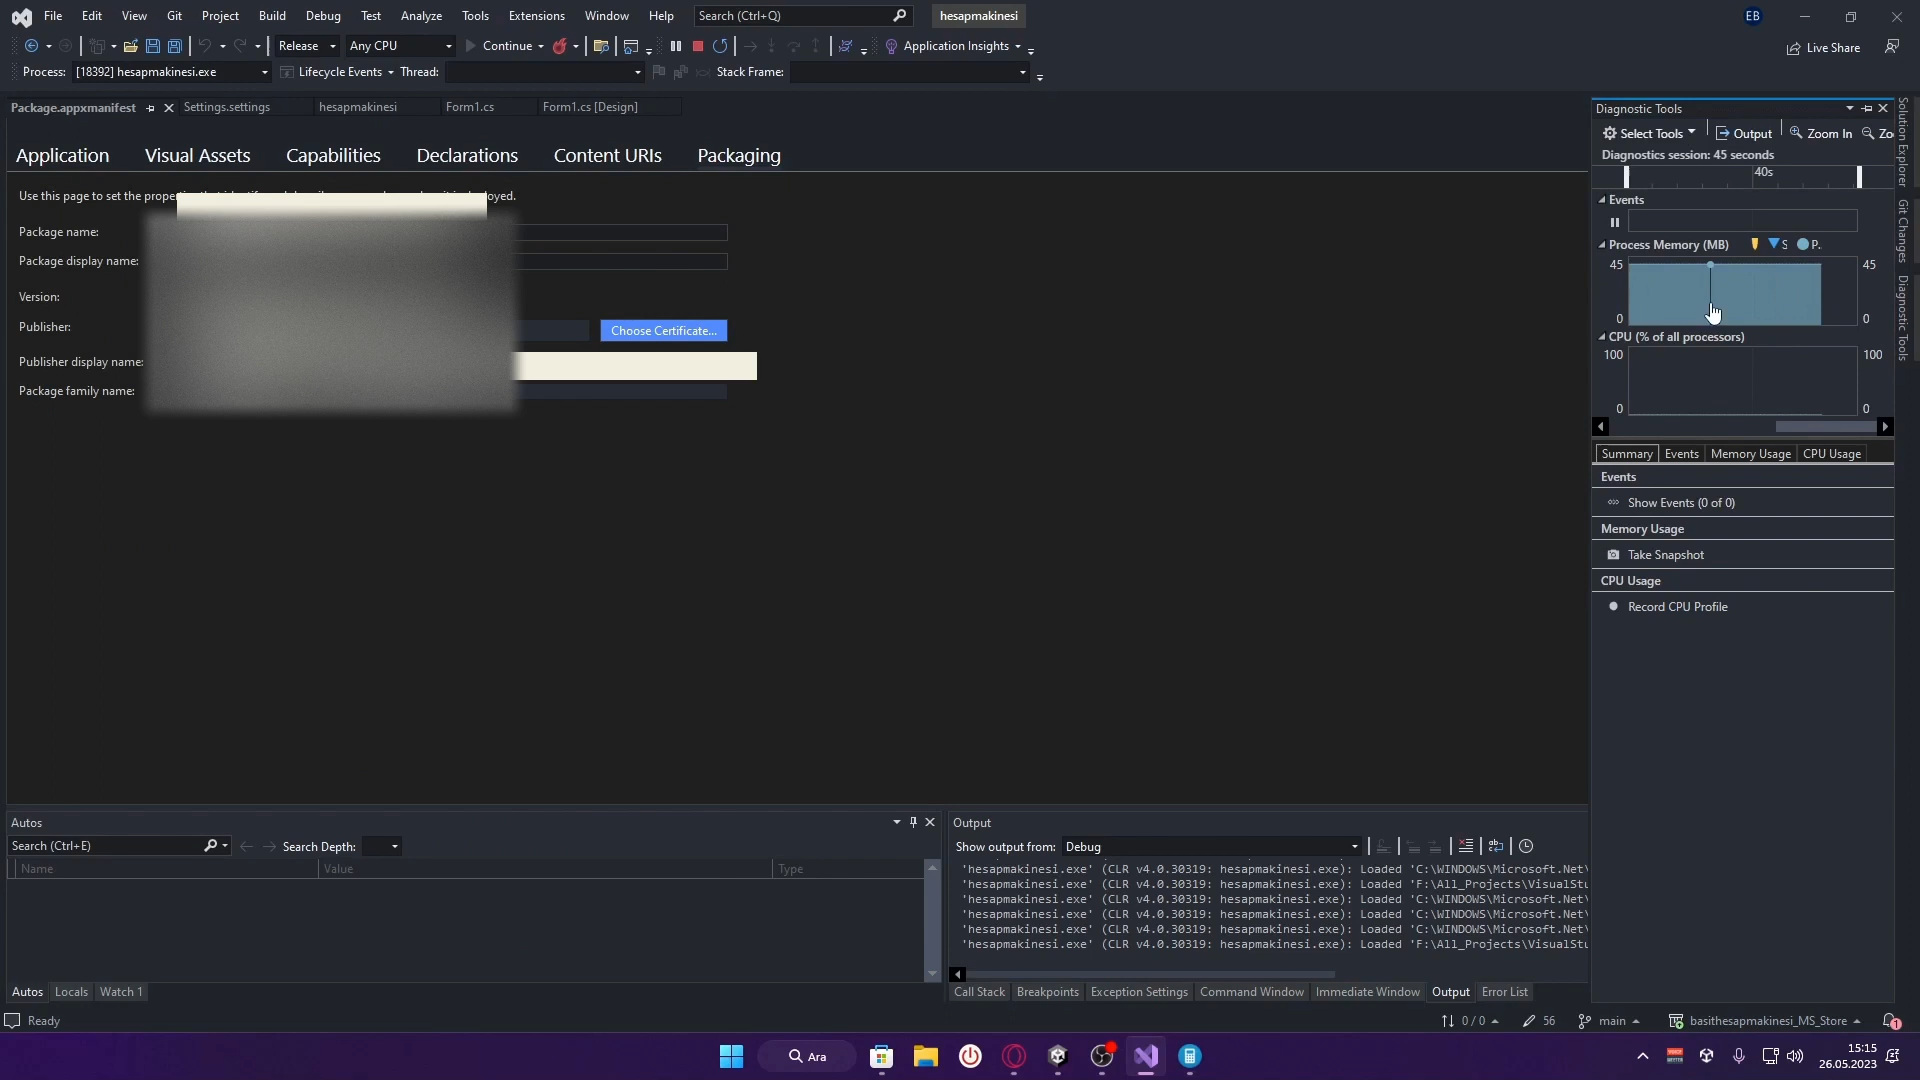 File Edit View Git Project Build Debug Test Analyze Tools Extensions Window Help Search (Ctrl+Q) hesapmakinesi EB
Release Any CPU Continue Application Insights Live Share
Process: [18392] hesapmakinesi.exe Lifecycle Events Thread: Stack Frame:
Package.appxmanifest Settings.settings hesapmakinesi Form1.cs Form1.cs [Design]
Application Visual Assets Capabilities Declarations Content URIs Packaging
Use this page to set the
oyed.
Package name:
Package display name:
Version:
Publisher:
Choose Certificate...
Publisher display name:
Package family name:
Diagnostic Tools
Select Tools Output Zoom In Zo
Diagnostics session: 45 seconds
40s
Events
Process Memory (MB) S P..
45 45
0 0
CPU (% of all processors)
100 100
0 0
Summary Events Memory Usage CPU Usage
Events
Show Events (0 of 0)
Memory Usage
Take Snapshot
CPU Usage
Record CPU Profile
Solution Explorer
Git Changes
Diagnostic Tools
Autos
Search (Ctrl+E) Search Depth:
Name Value Type
Autos Locals Watch 1
Output
Show output from: Debug
'hesapmakinesi.exe' (CLR v4.0.30319: hesapmakinesi.exe): Loaded 'C:\WINDOWS\Microsoft.Net\
'hesapmakinesi.exe' (CLR v4.0.30319: hesapmakinesi.exe): Loaded 'F:\All_Projects\VisualStu
'hesapmakinesi.exe' (CLR v4.0.30319: hesapmakinesi.exe): Loaded 'C:\WINDOWS\Microsoft.Net\
'hesapmakinesi.exe' (CLR v4.0.30319: hesapmakinesi.exe): Loaded 'C:\WINDOWS\Microsoft.Net\
'hesapmakinesi.exe' (CLR v4.0.30319: hesapmakinesi.exe): Loaded 'C:\WINDOWS\Microsoft.Net\
'hesapmakinesi.exe' (CLR v4.0.30319: hesapmakinesi.exe): Loaded 'F:\All_Projects\VisualStu
Call Stack Breakpoints Exception Settings Command Window Immediate Window Output Error List
Ready
0 / 0 56 main basithesapmakinesi_MS_Store 1
Ara
15:15
26.05.2023